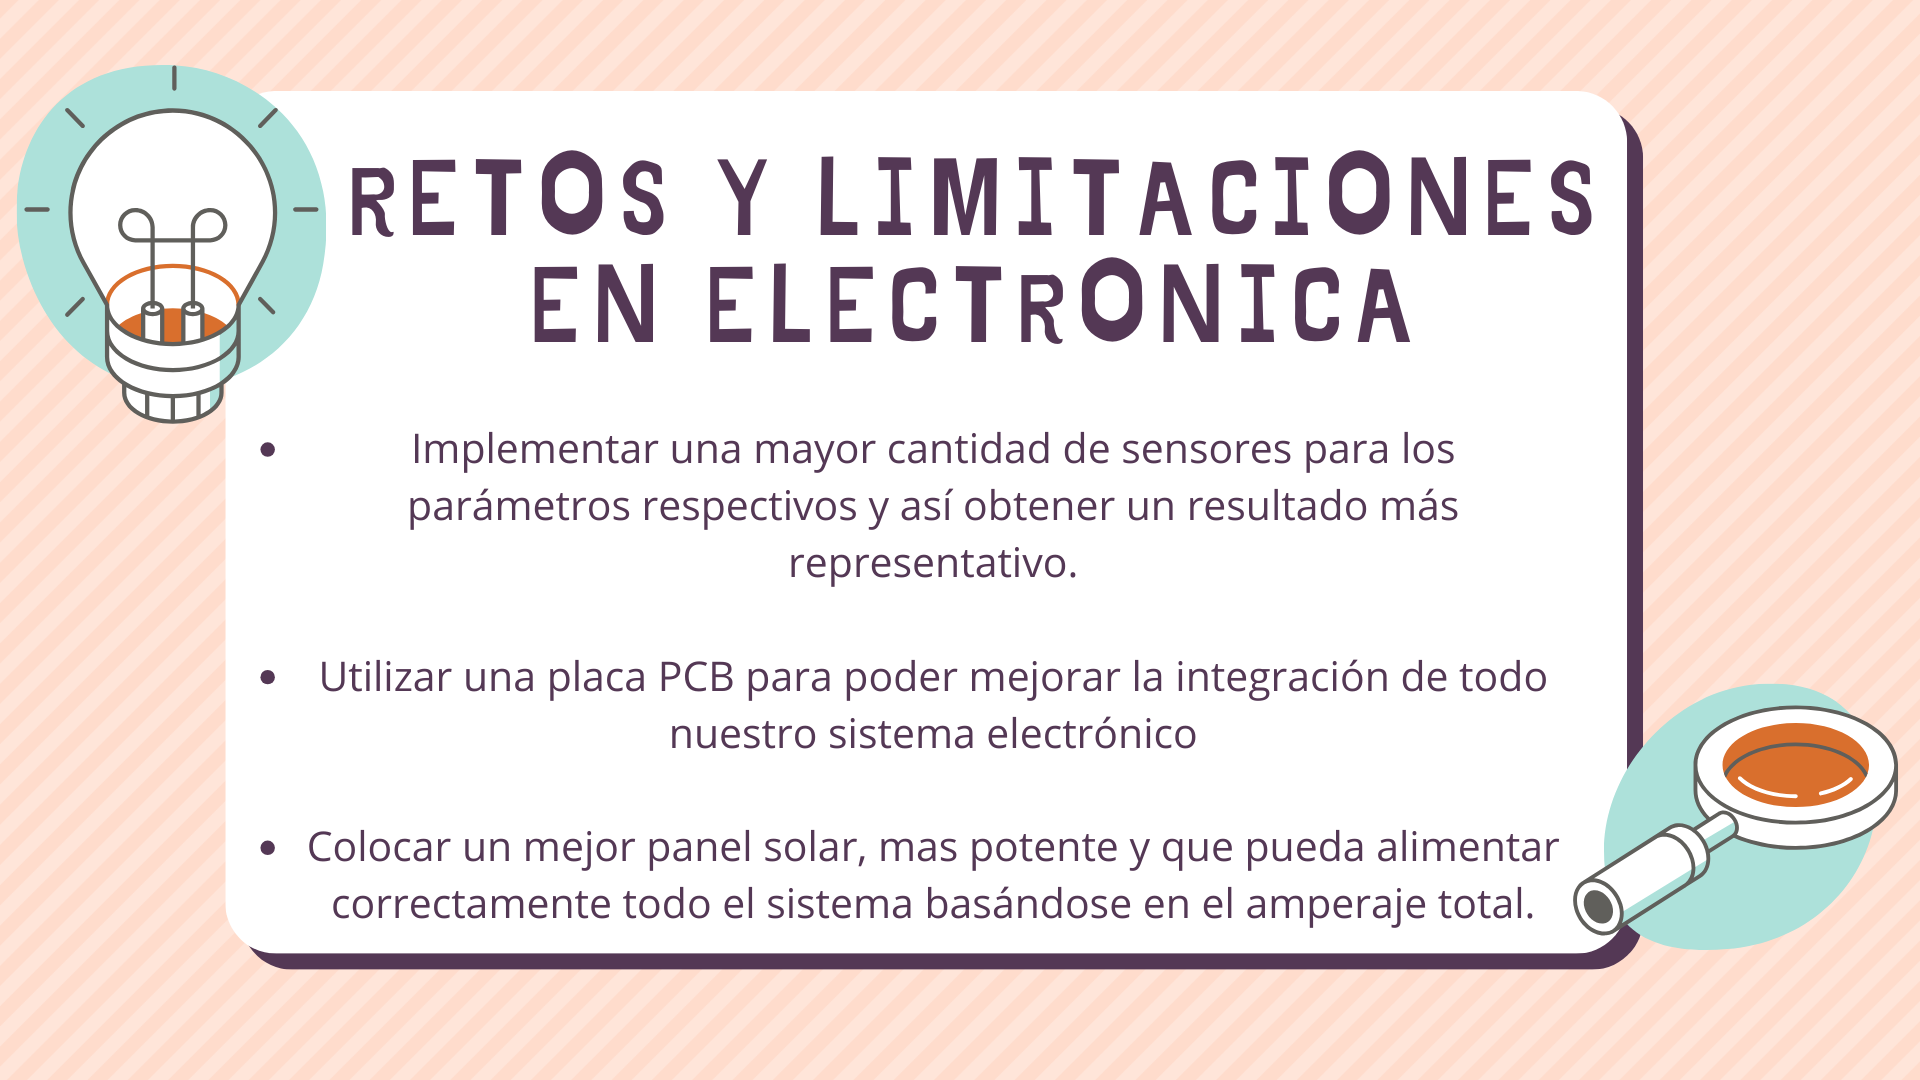 RETOS Y LIMITACIONES
EN ELECTRONICA
• Implementar una mayor cantidad de sensores para los
parámetros respectivos y así obtener un resultado más
representativo.
• Utilizar una placa PCB para poder mejorar la integración de todo
nuestro sistema electrónico
• Colocar un mejor panel solar, mas potente y que pueda alimentar
correctamente todo el sistema basándose en el amperaje total.